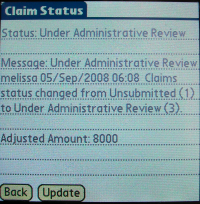 Claim Status
Status: Under Administrative Review
Message: Under Administrative Review
melissa 05/Sep/2008 06:08 Claims
status changed from Unsubmitted (1)
to Under Administrative Review (3).
Adjusted Amount: 8000
Back Update